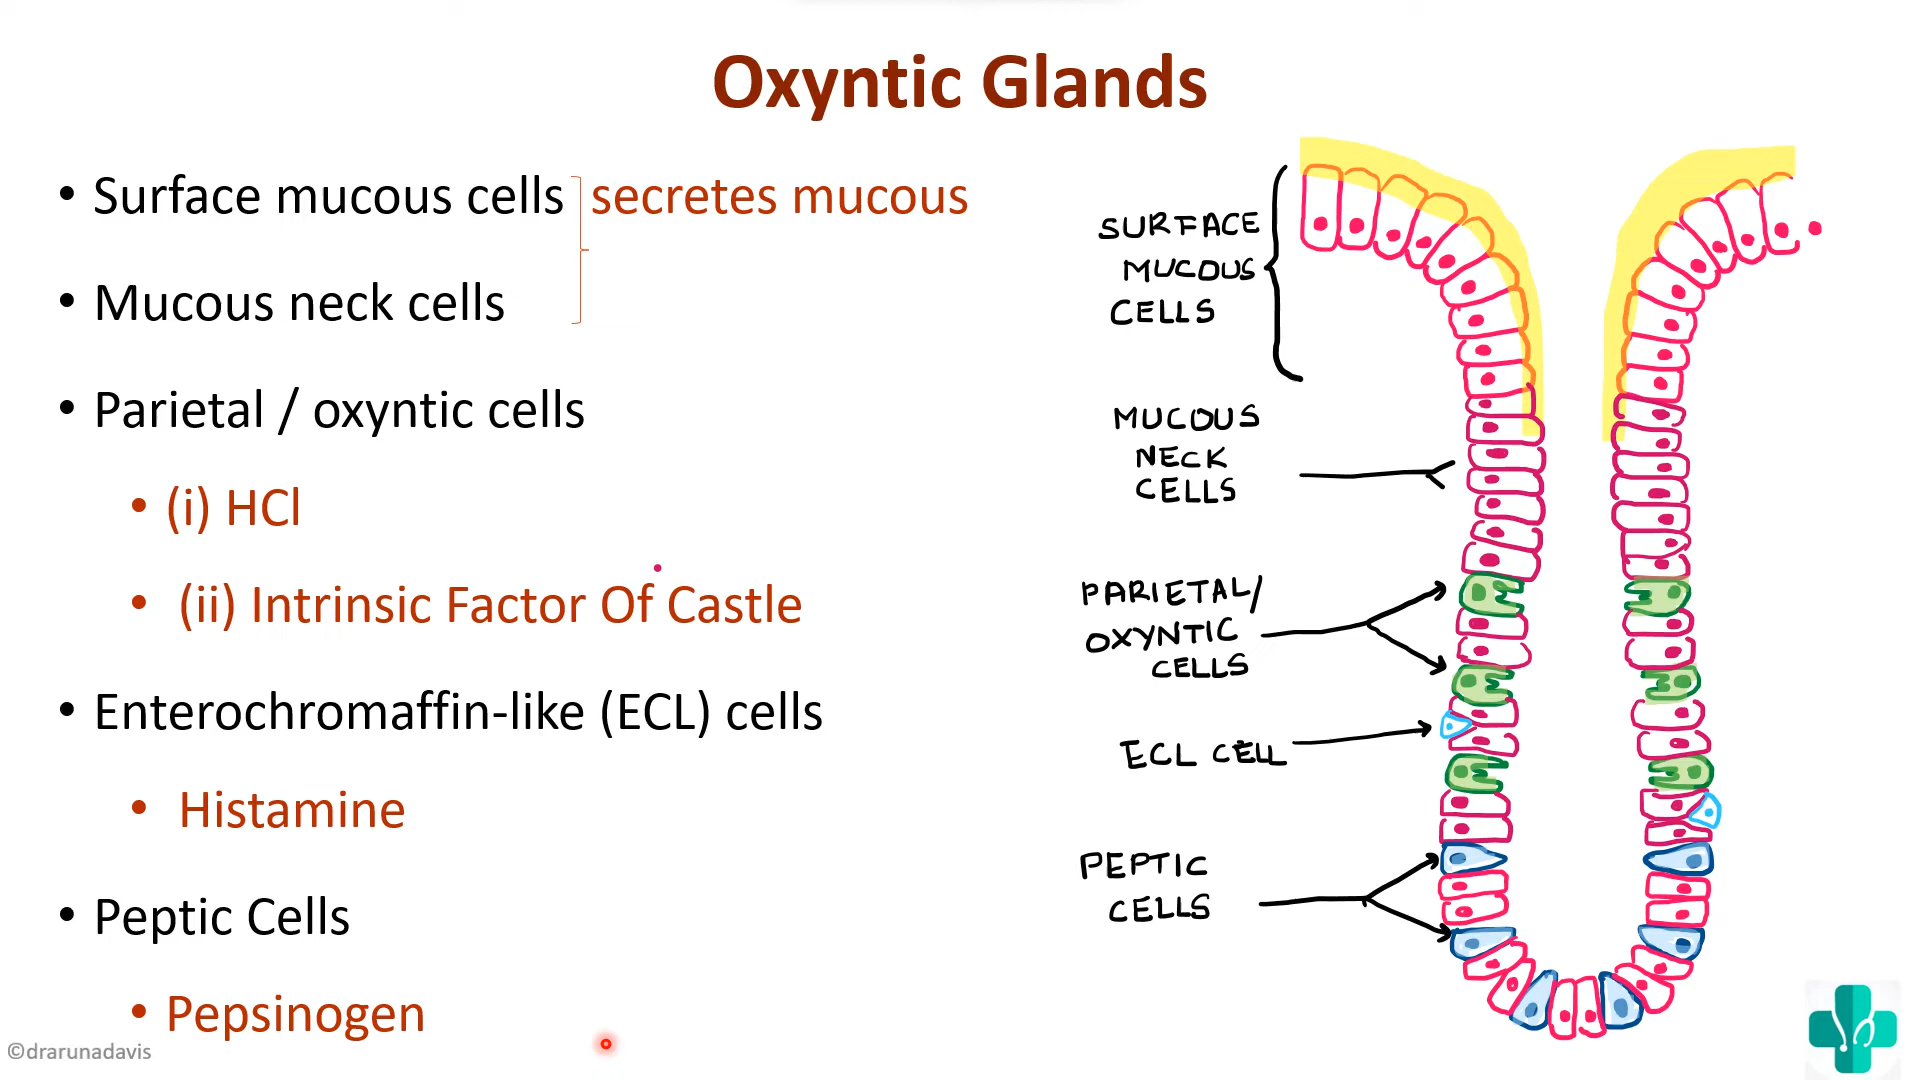 Oxyntic Glands
• Surface mucous cells secretes mucous
• Mucous neck cells
• Parietal / oxyntic cells
• (i) HCl
• (ii) Intrinsic Factor Of Castle
• Enterochromaffin-like (ECL) cells
• Histamine
• Peptic Cells
• Pepsinogen
©drarunadavis
SURFACE
MUCOUS
CELLS
MUCOUS
NECK
CELLS
PARIETAL/
OXYNTIC
CELLS
ECL CELL
PEPTIC
CELLS